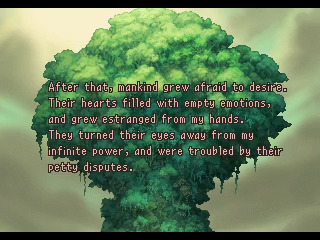 After that, mankind grew afraid to desire.
Their hearts filled with empty emotions,
and grew estranged from my hands.
They turned their eyes away from my
infinite power, and were troubled by their
petty disputes.